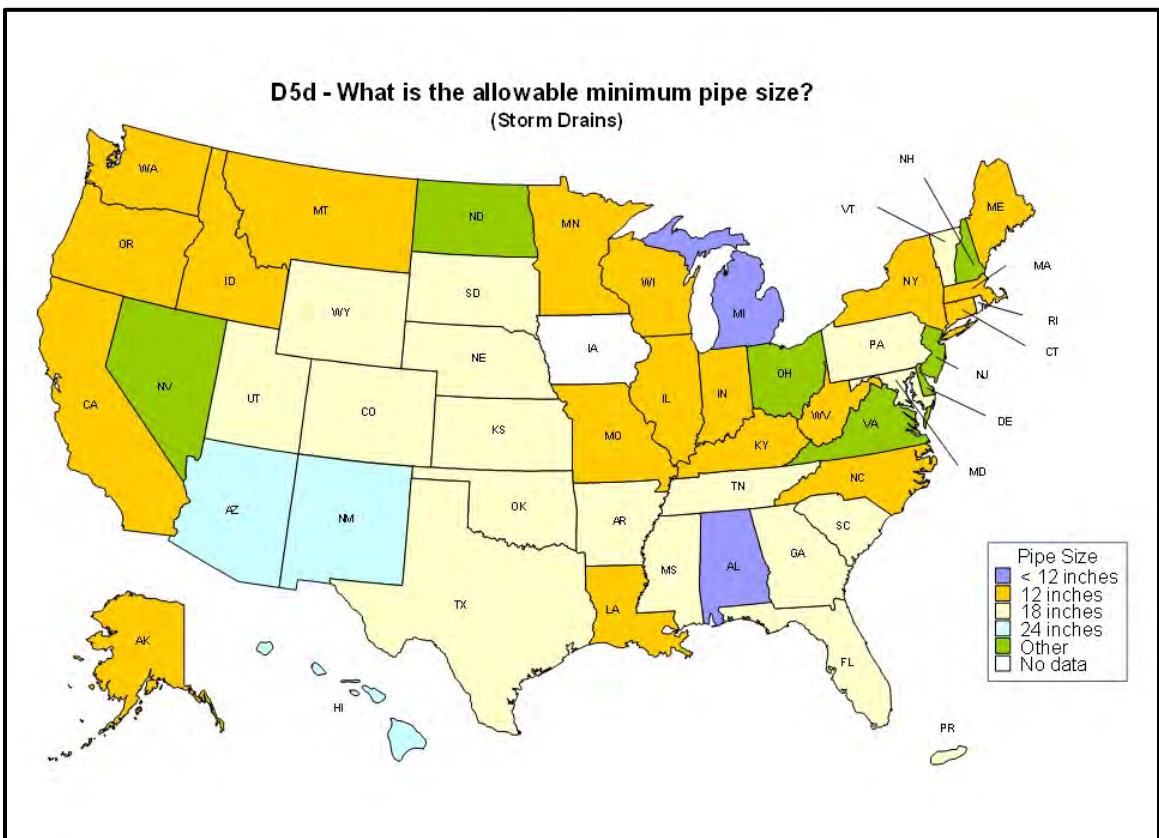 D5d - What is the allowable minimum pipe size?
(Storm Drains)
NH
WA
VT
ME
MT
ND
MN
OR
MA
ID
WI
NY
SD
MI
RI
WY
CT
PA
IA
NE
NJ
OH
NV
IL
IN
UT
CA
CO
WV
DE
VA
KS
MO
KY
MD
NC
TN
OK
AZ
NM
AR
SC
GA
MS
AL
Pipe Size
< 12 inches
12 inches
18 inches
24 inches
Other
No data
TX
LA
AK
FL
HI
PR